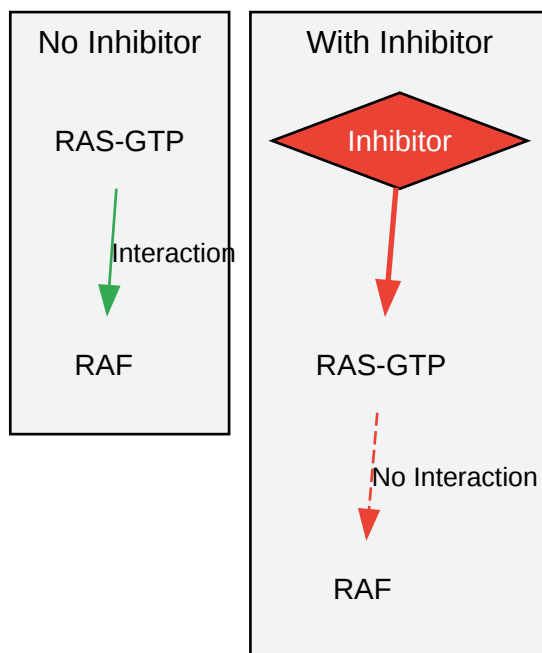 No Inhibitor
RAS-GTP
Interaction
RAF
With Inhibitor
Inhibitor
RAS-GTP
No Interaction
RAF